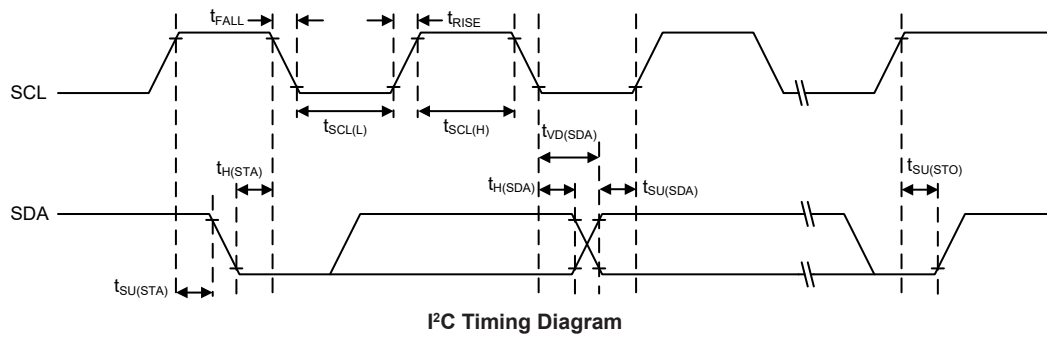 tFALL tRISE
SCL
tSCL(L) tSCL(H) tVD(SDA)
tH(STA) tH(SDA) tSU(SDA) tSU(STO)
SDA
tSU(STA)
I²C Timing Diagram